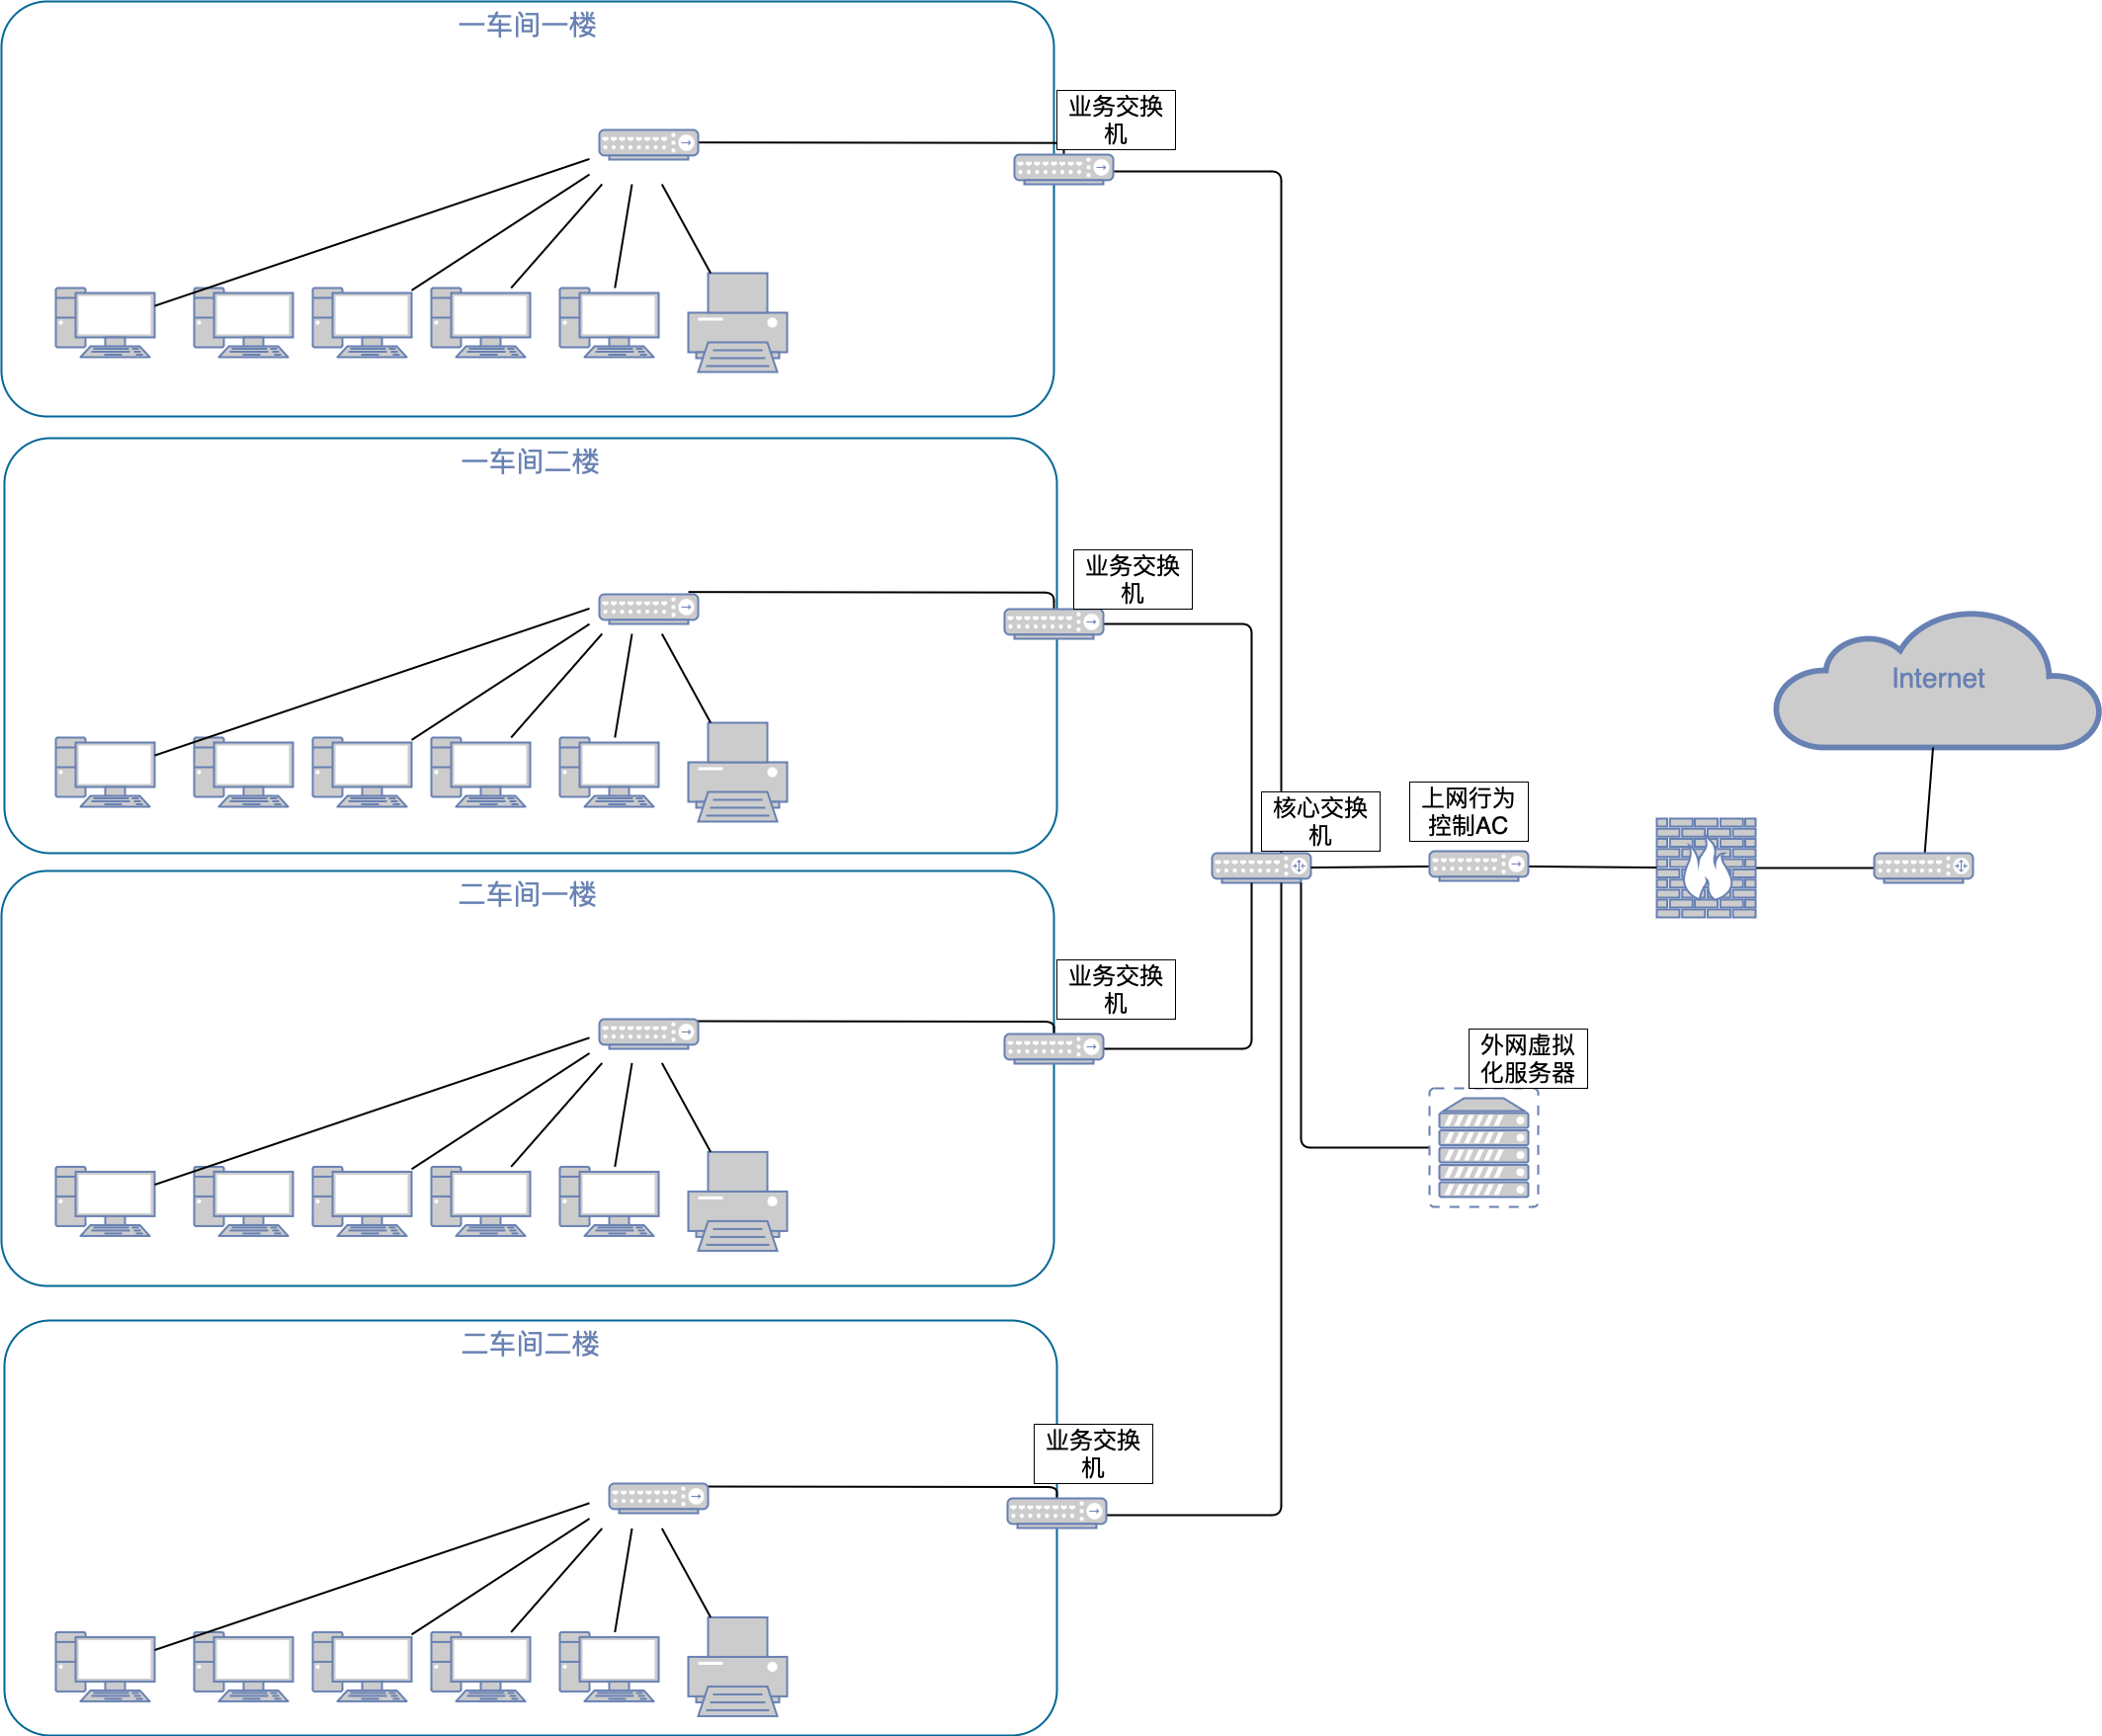 一车间一楼
业务交换
机
一车间二楼
业务交换
机
Internet
核心交换
机
上网行为
控制AC
二车间一楼
业务交换
机
外网虚拟
化服务器
二车间二楼
业务交换
机